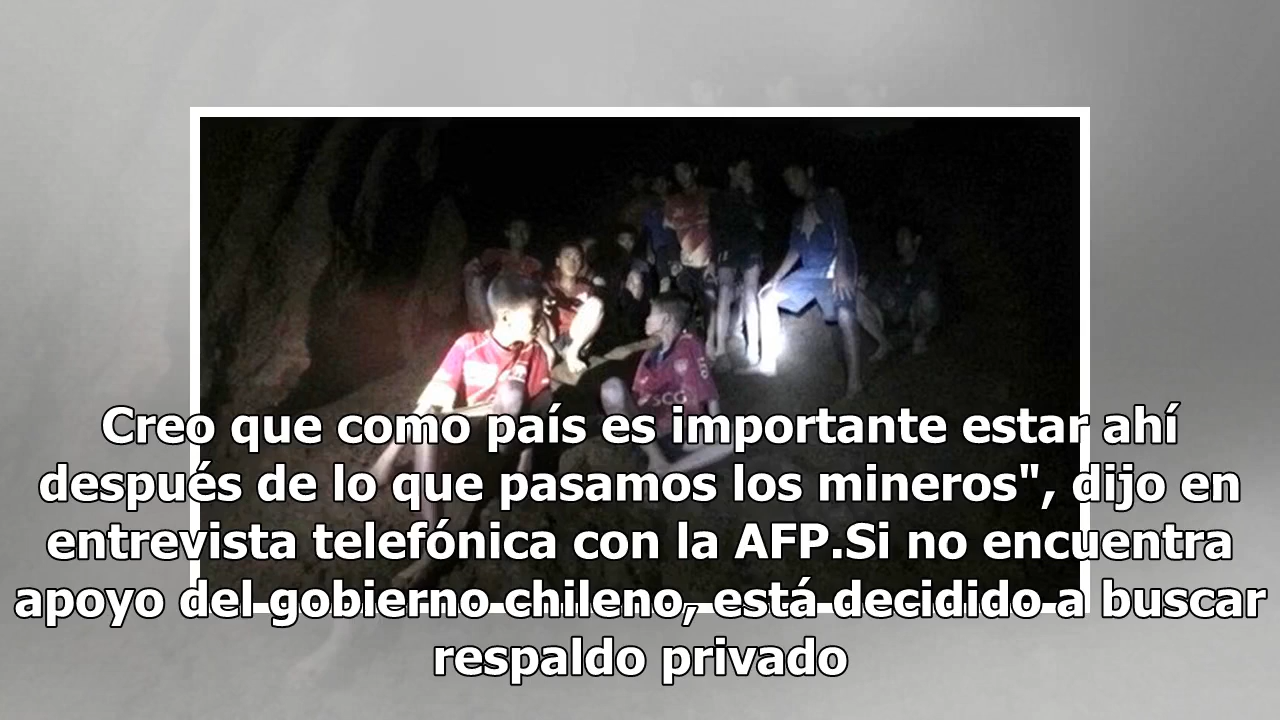 SCG
Creo que como país es importante estar ahí
después de lo que pasamos los mineros", dijo en
entrevista telefónica con la AFP.Si no encuentra
apoyo del gobierno chileno, está decidido a buscar
respaldo privado